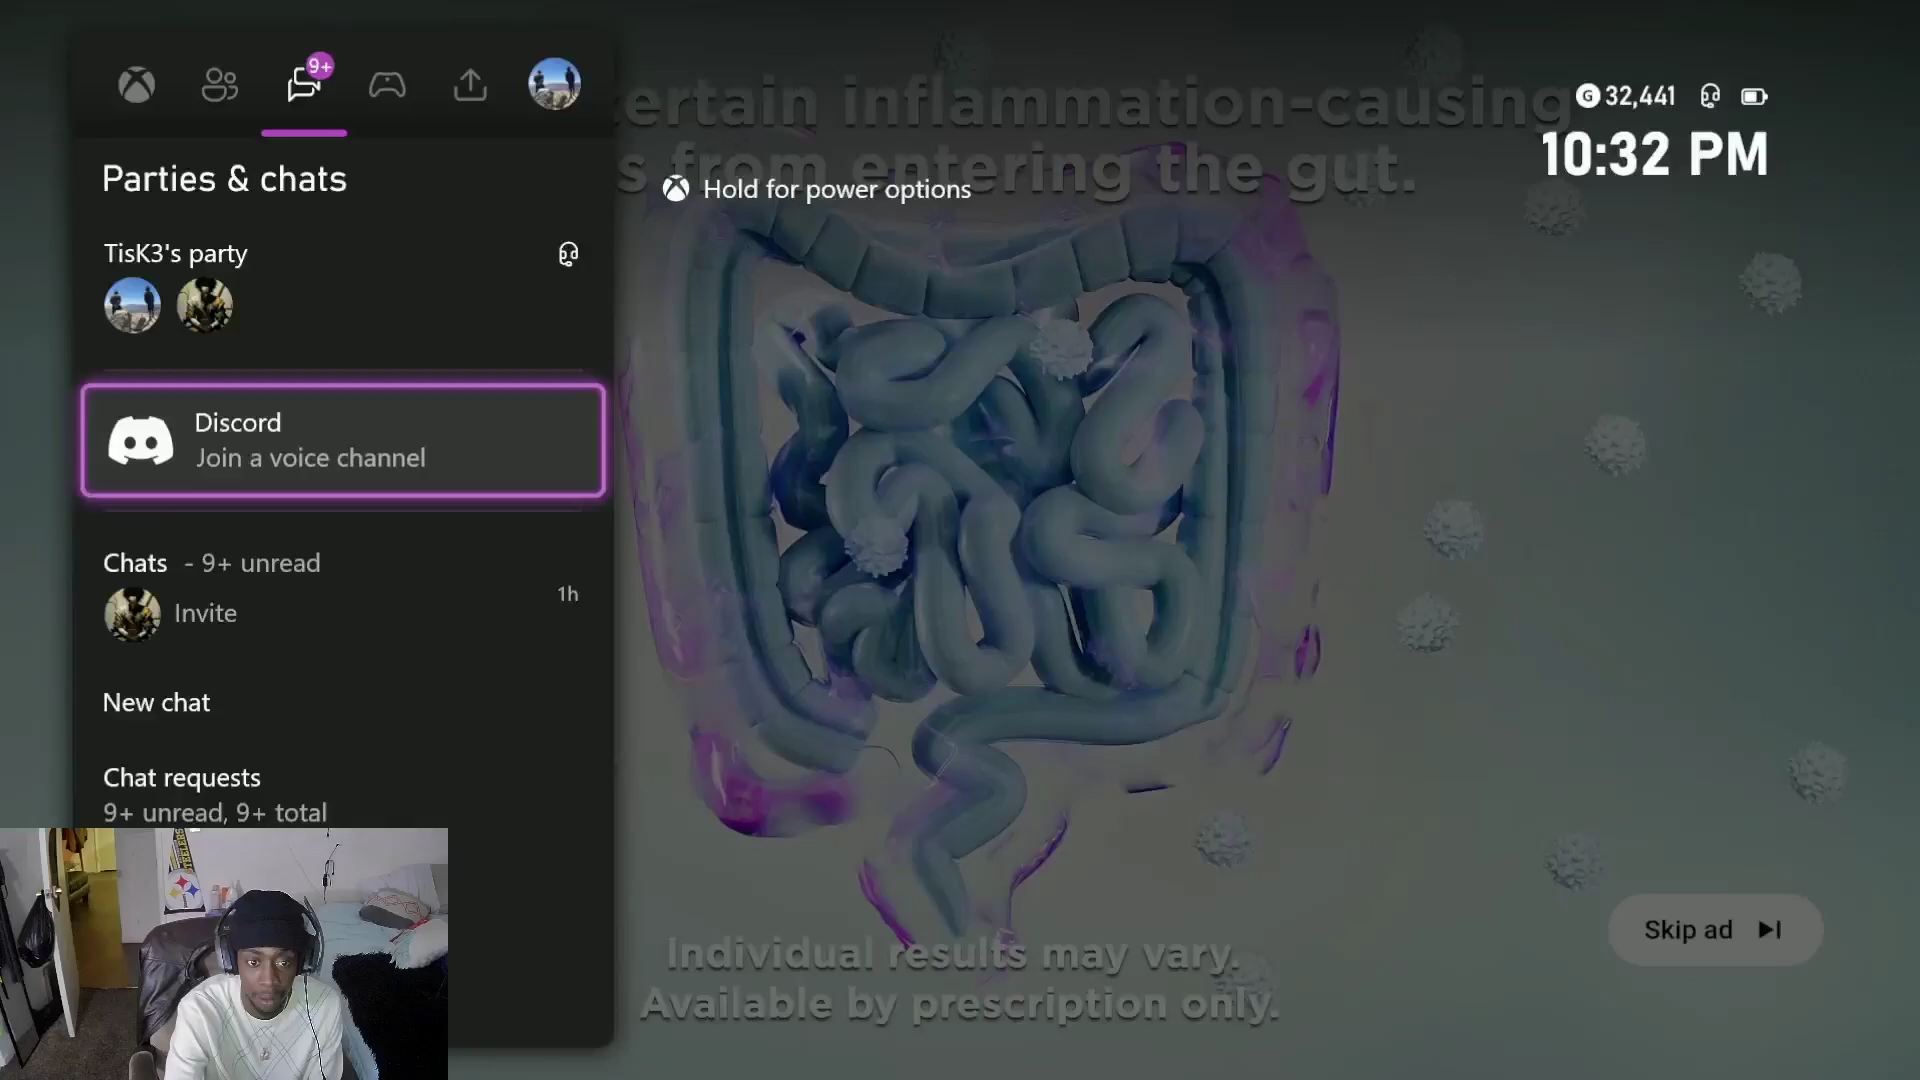 9+
Parties & chats
TisK3's party
Discord
Join a voice channel
Chats - 9+ unread
Invite
1h
New chat
Chat requests
9+ unread, 9+ total
ertain inflammation-causing
s from entering the gut.
Hold for power options
G 32,441
10:32 PM
Individual results may vary.
Available by prescription only.
Skip ad
STEELERS